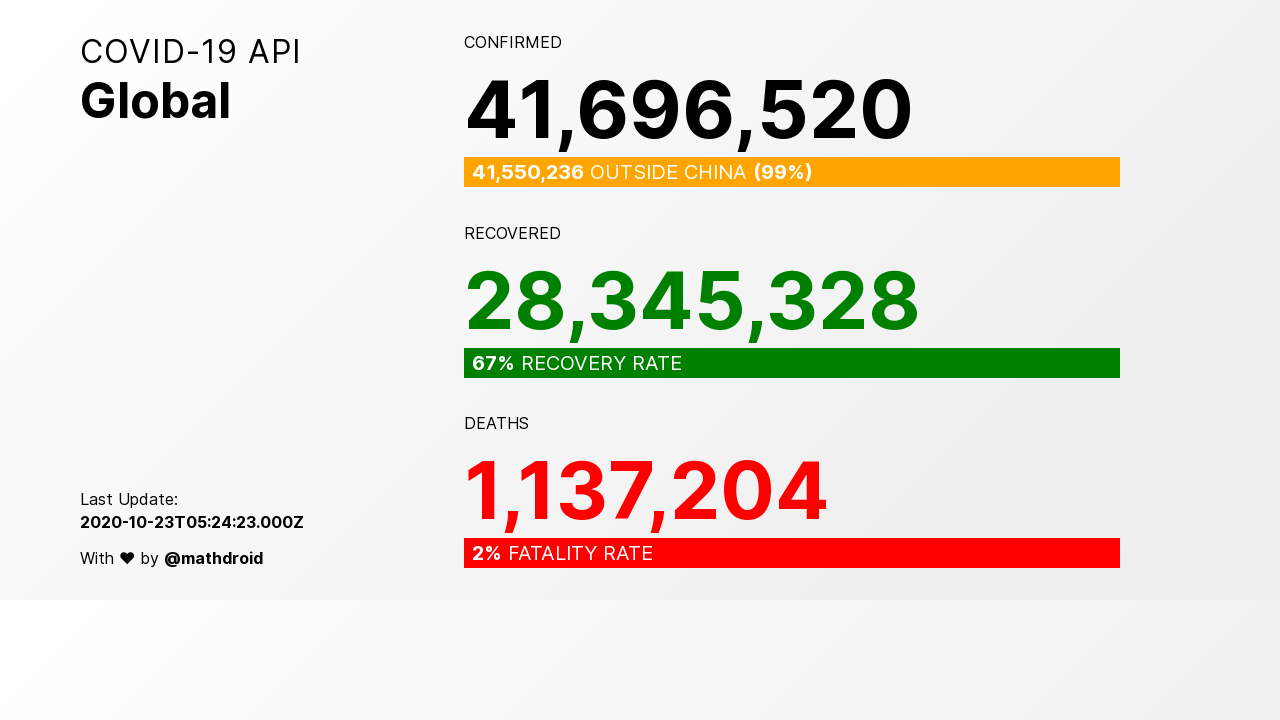 COVID-19 API
Global
CONFIRMED
41,696,520
41,550,236 OUTSIDE CHINA (99%)
RECOVERED
28,345,328
67% RECOVERY RATE
DEATHS
1,137,204
2% FATALITY RATE
Last Update:
2020-10-23T05:24:23.000Z
With ♥ by @mathdroid